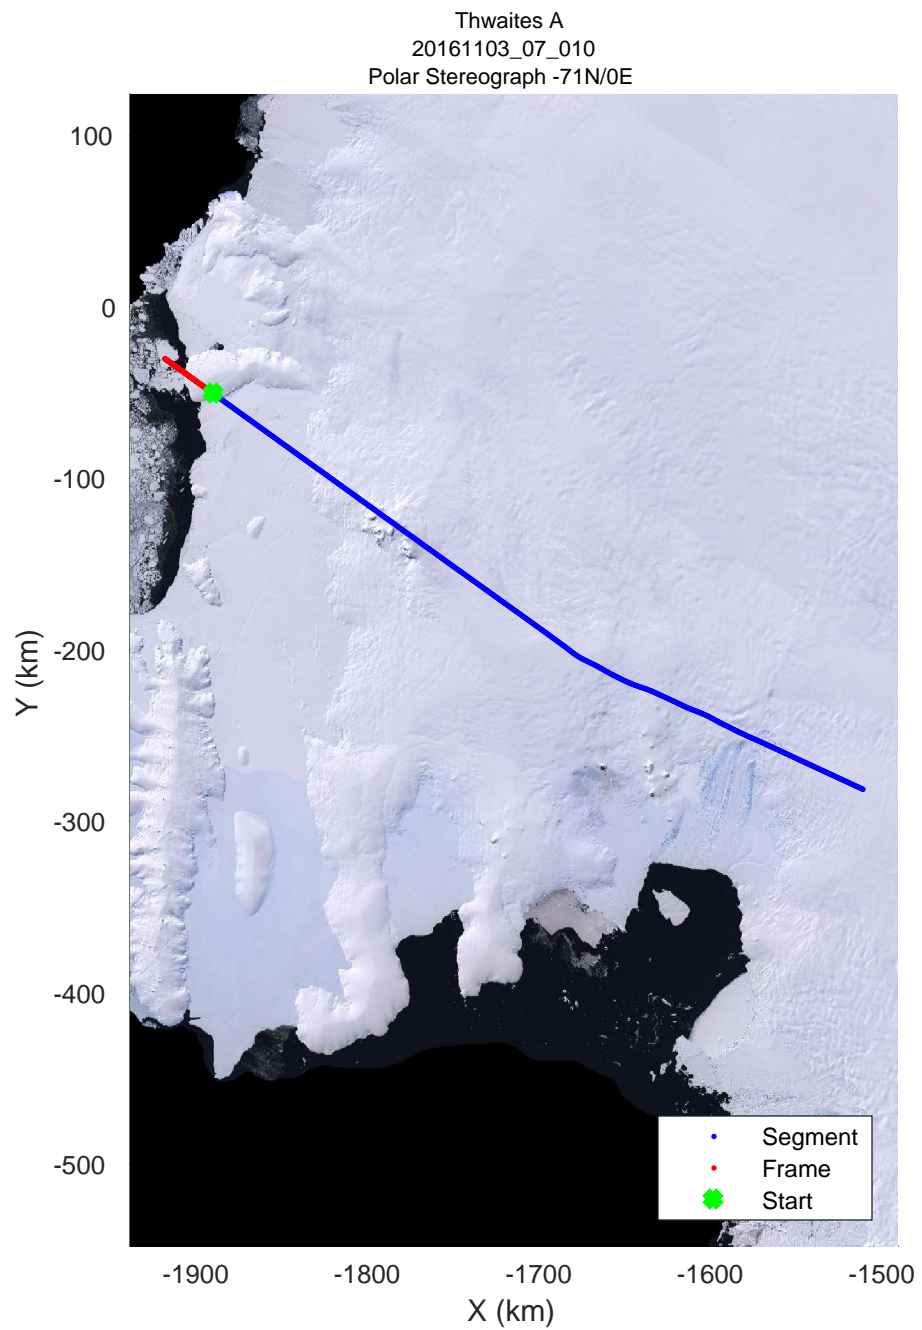 Thwaites A
20161103_07_010
Polar Stereograph -71N/0E
100
0
-100
-200
-300
-400
-500
Y (km)
-1900
-1800
-1700
-1600
-1500
X (km)
Segment
Frame
Start